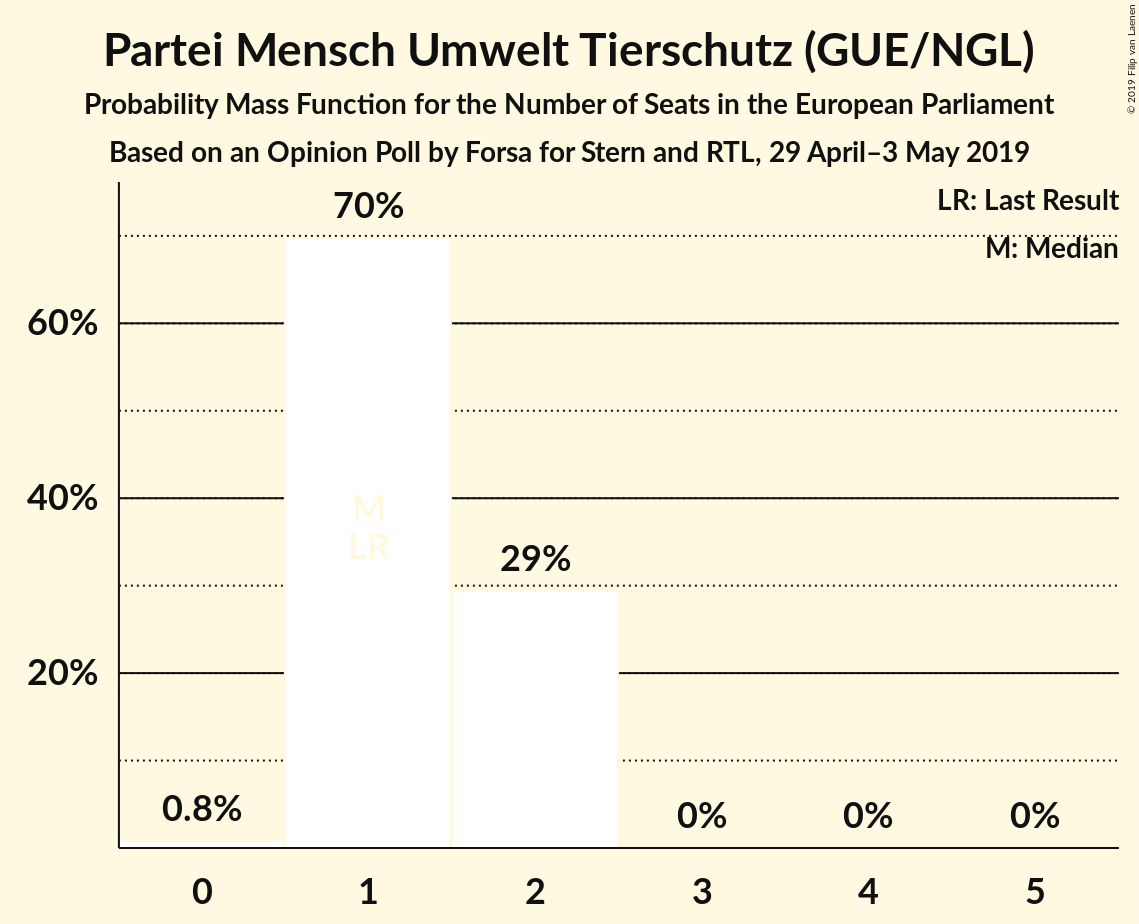 Partei Mensch Umwelt Tierschutz (GUE/NGL)
Probability Mass Function for the Number of Seats in the European Parliament
Based on an Opinion Poll by Forsa for Stern and RTL, 29 April–3 May 2019
© 2019 Filip van Laenen
LR: Last Result
M: Median
70%
60%
40%
M
LR
29%
20%
0.8%
0%
0%
0%
0
1
2
3
4
5